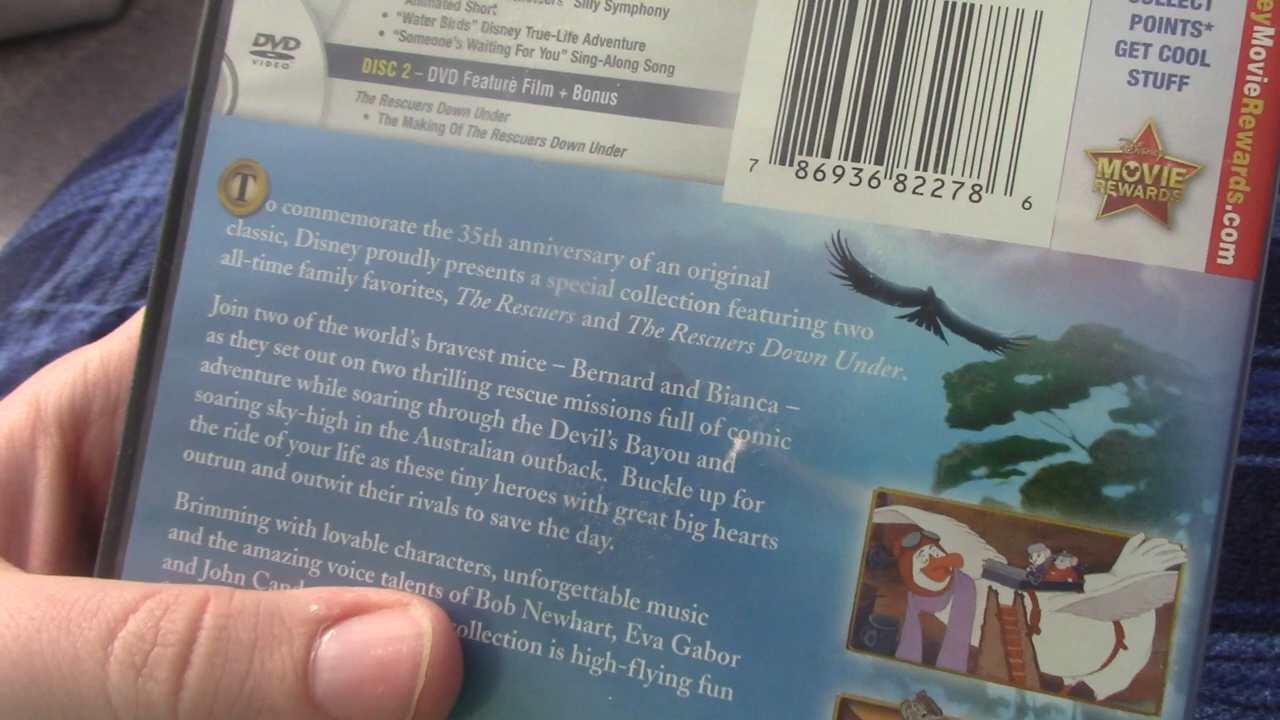 Silly Symphony
Animated Short
• "Water Birds" Disney True-Life Adventure
• "Someone's Waiting For You" Sing-Along Song
DVD
VIDEO
DISC 2 – DVD Feature Film + Bonus
The Rescuers Down Under
• The Making Of The Rescuers Down Under
7 86936 82278 6
COLLECT
POINTS*
GET COOL
STUFF
Disney
MOVIE
REWARDS
eyMovieRewards.com
To commemorate the 35th anniversary of an original
classic, Disney proudly presents a special collection featuring two
all-time family favorites, The Rescuers and The Rescuers Down Under.
Join two of the world's bravest mice – Bernard and Bianca –
as they set out on two thrilling rescue missions full of comic
adventure while soaring through the Devil's Bayou and
soaring sky-high in the Australian outback. Buckle up for
the ride of your life as these tiny heroes with great big hearts
outrun and outwit their rivals to save the day.
Brimming with lovable characters, unforgettable music
and the amazing voice talents of Bob Newhart, Eva Gabor
and John Cand
ollection is high-flying fun